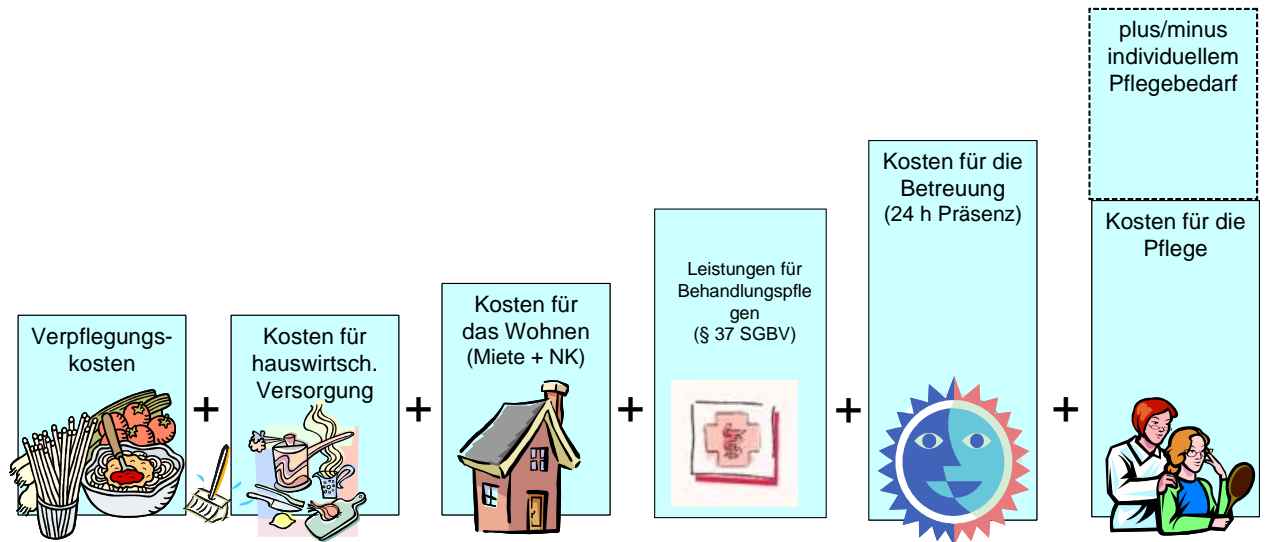 Verpflegungs-
kosten
+
Kosten für
hauswirtsch.
Versorgung
+
Kosten für
das Wohnen
(Miete + NK)
+
Leistungen für
Behandlungspfle
gen
(§ 37 SGBV)
+
Kosten für die
Betreuung
(24 h Präsenz)
+
plus/minus
individuellem
Pflegebedarf
Kosten für die
Pflege